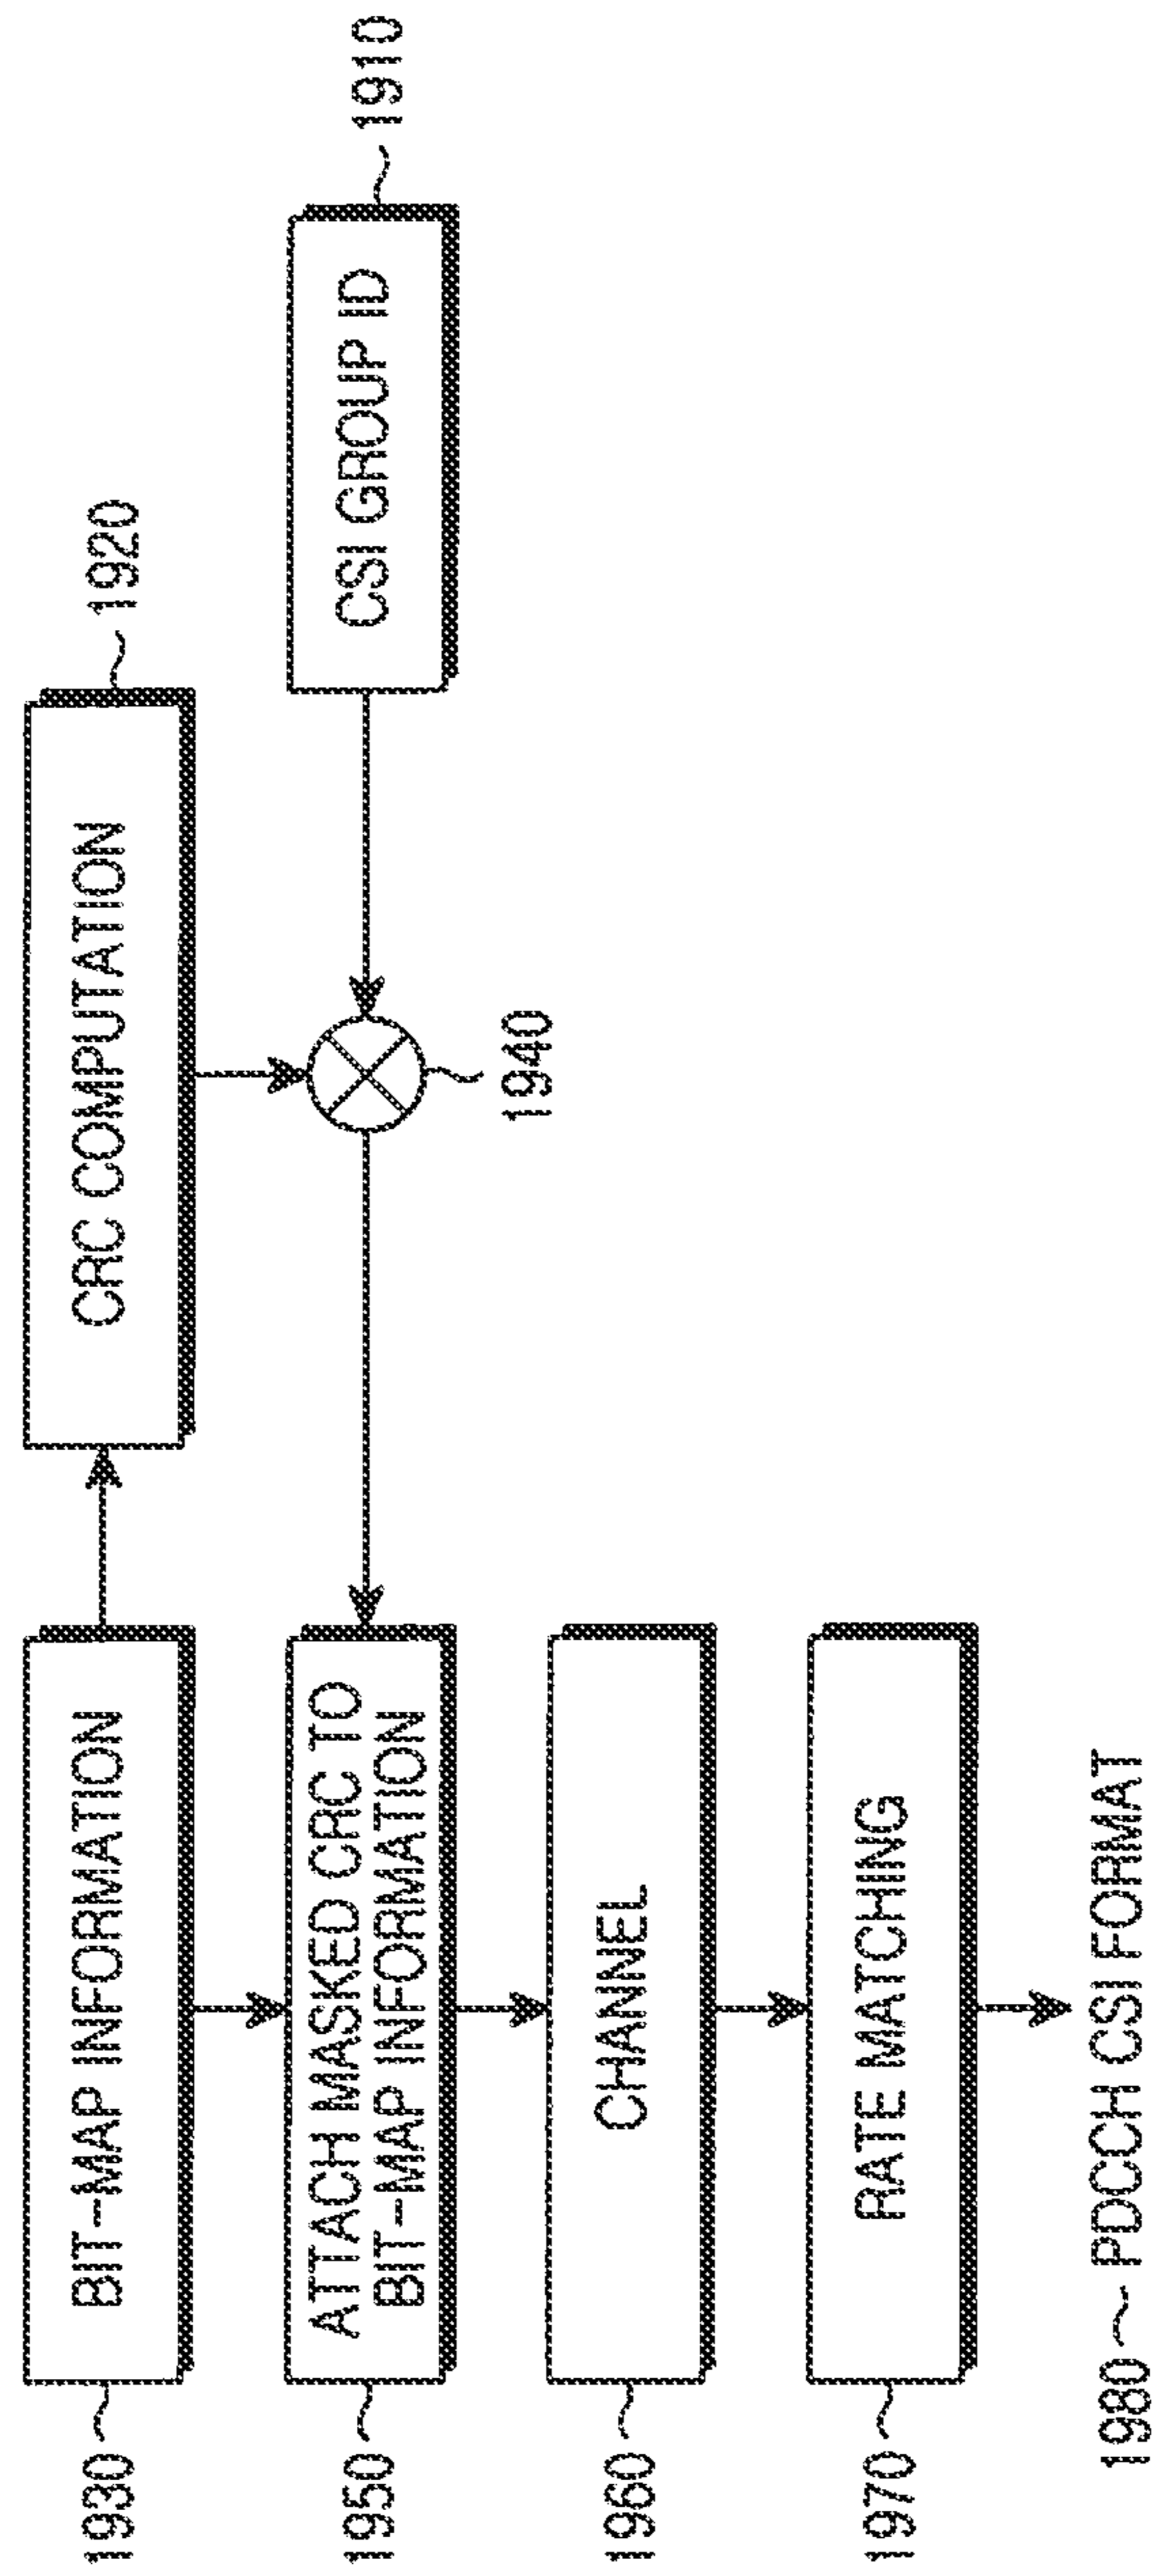 1930
BIT-MAP INFORMATION
CRC COMPUTATION
1920
1950
ATTACH MASKED CRC TO
BIT-MAP INFORMATION
1940
CSI GROUP ID
1910
1960
CHANNEL
1970
RATE MATCHING
1980
PDCCH CSI FORMAT